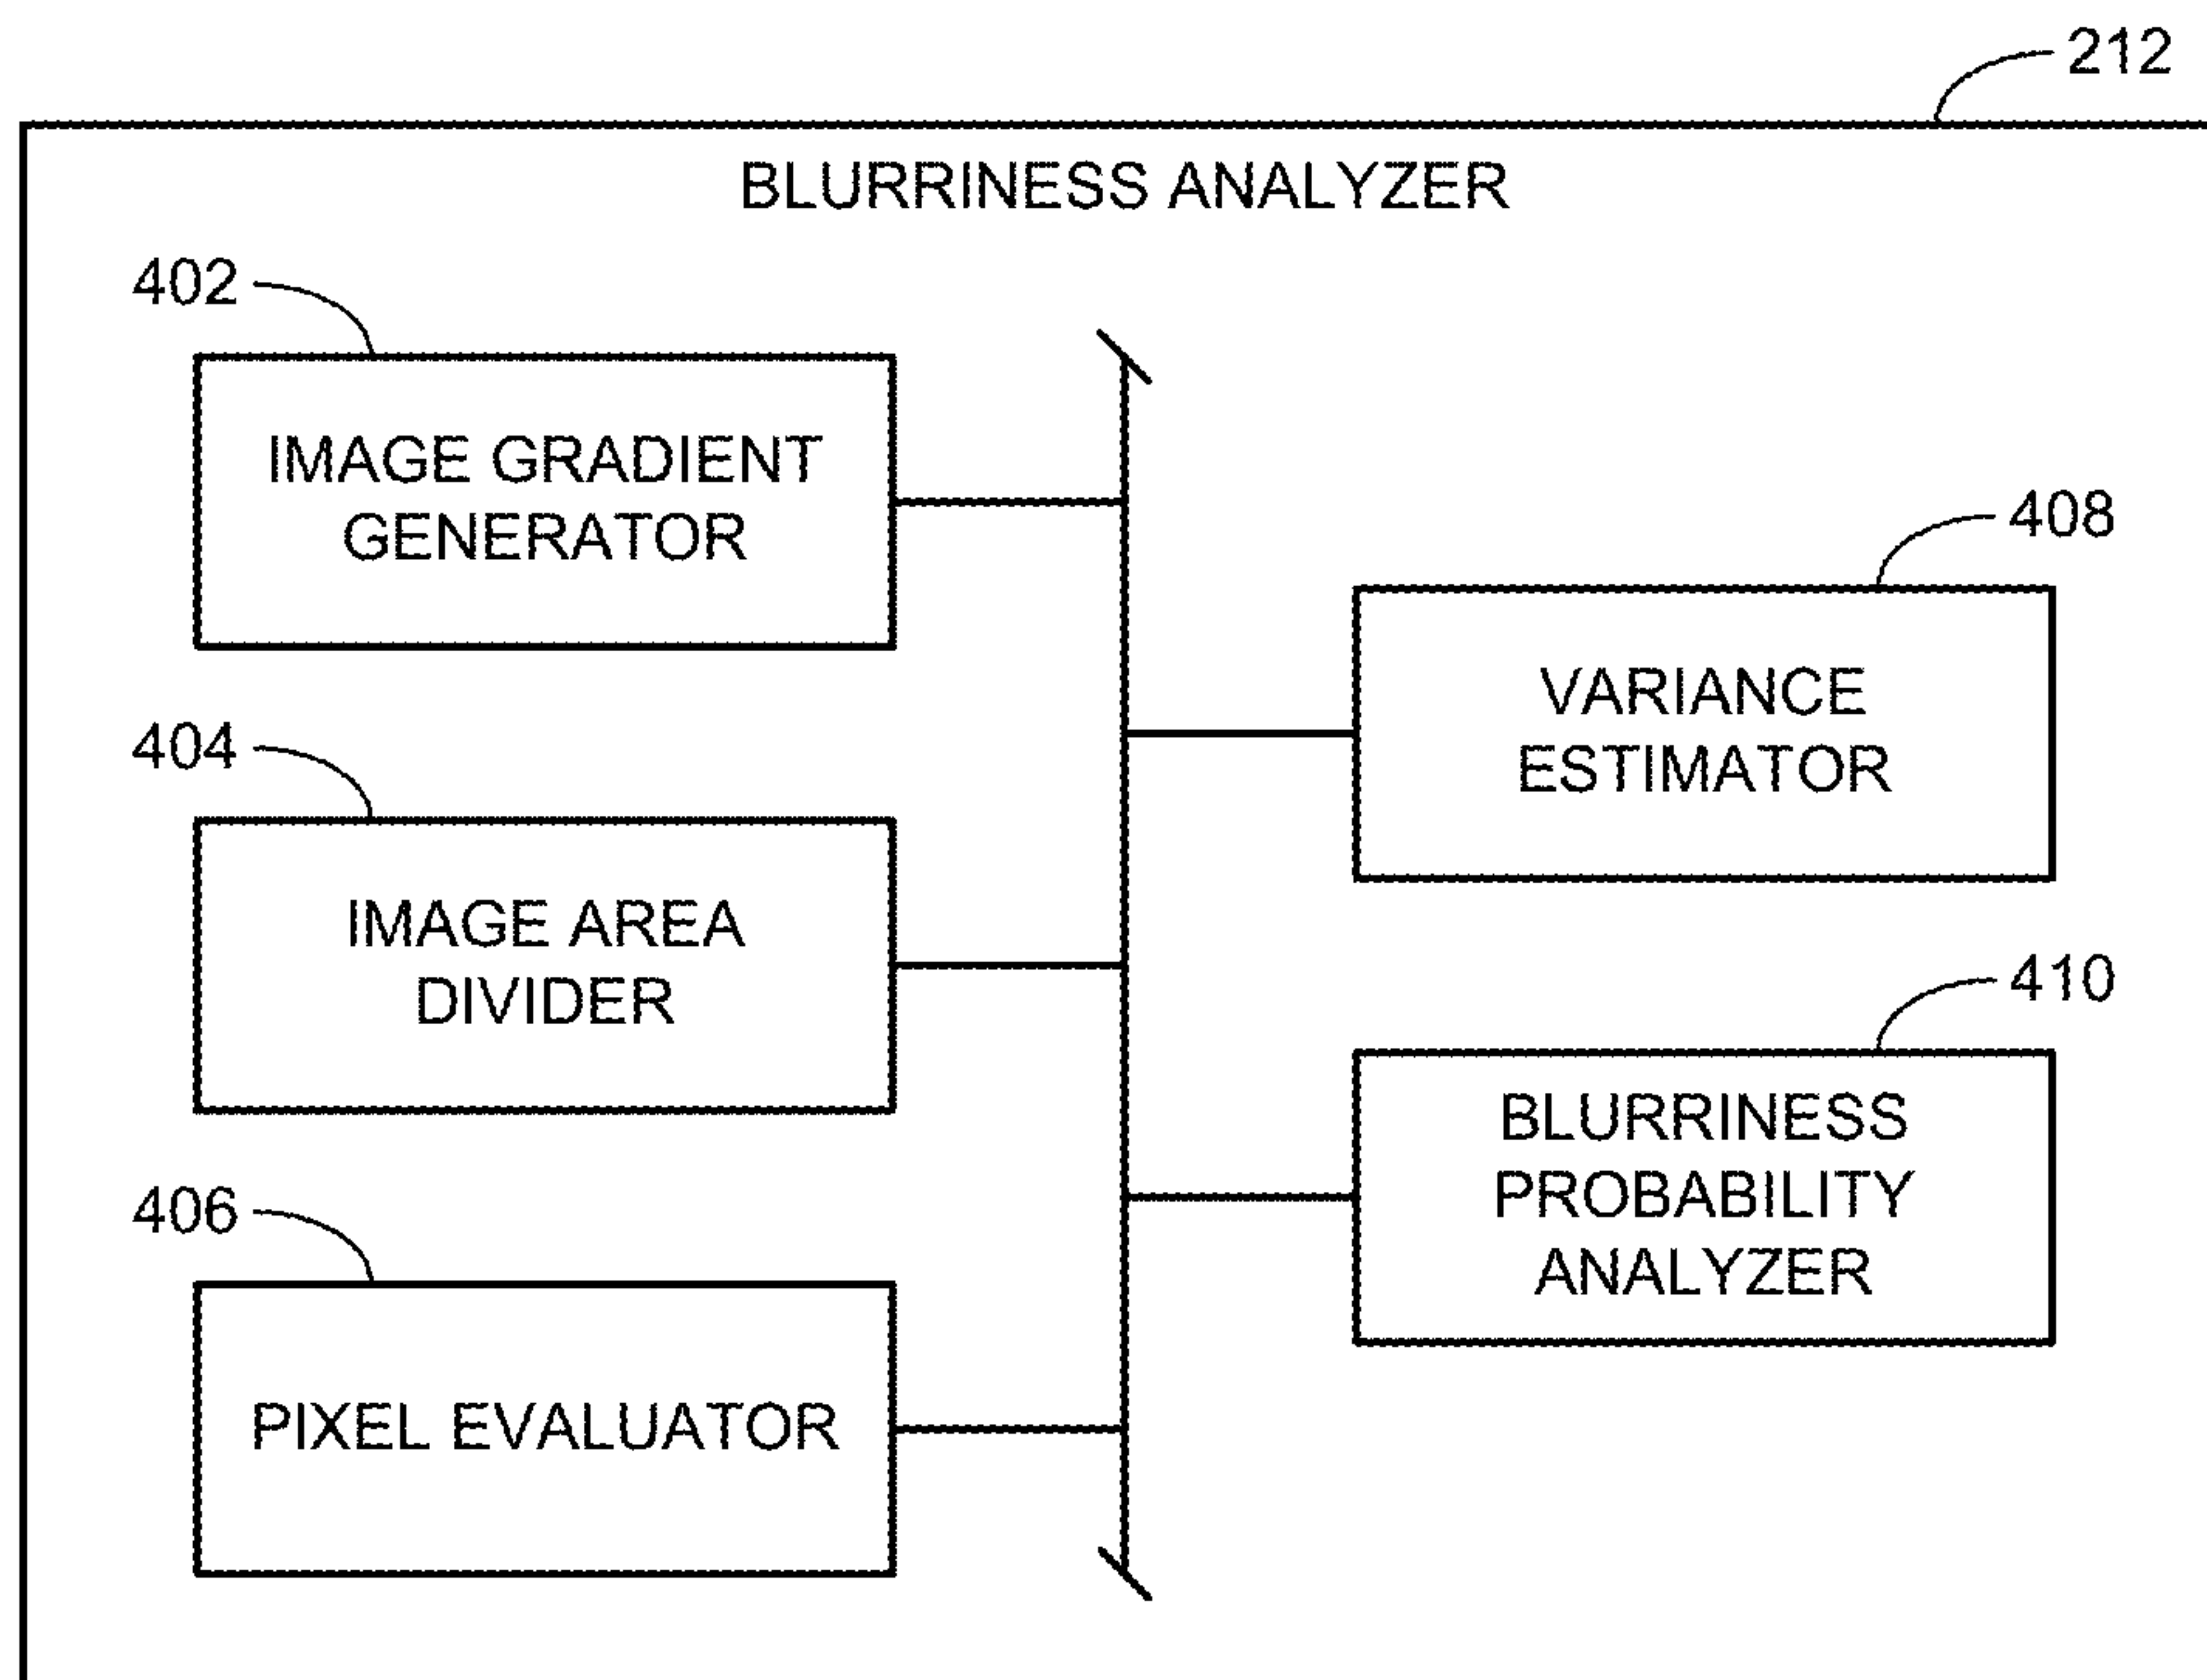 212
BLURRINESS ANALYZER
402
IMAGE GRADIENT
GENERATOR
404
IMAGE AREA
DIVIDER
406
PIXEL EVALUATOR
408
VARIANCE
ESTIMATOR
410
BLURRINESS
PROBABILITY
ANALYZER